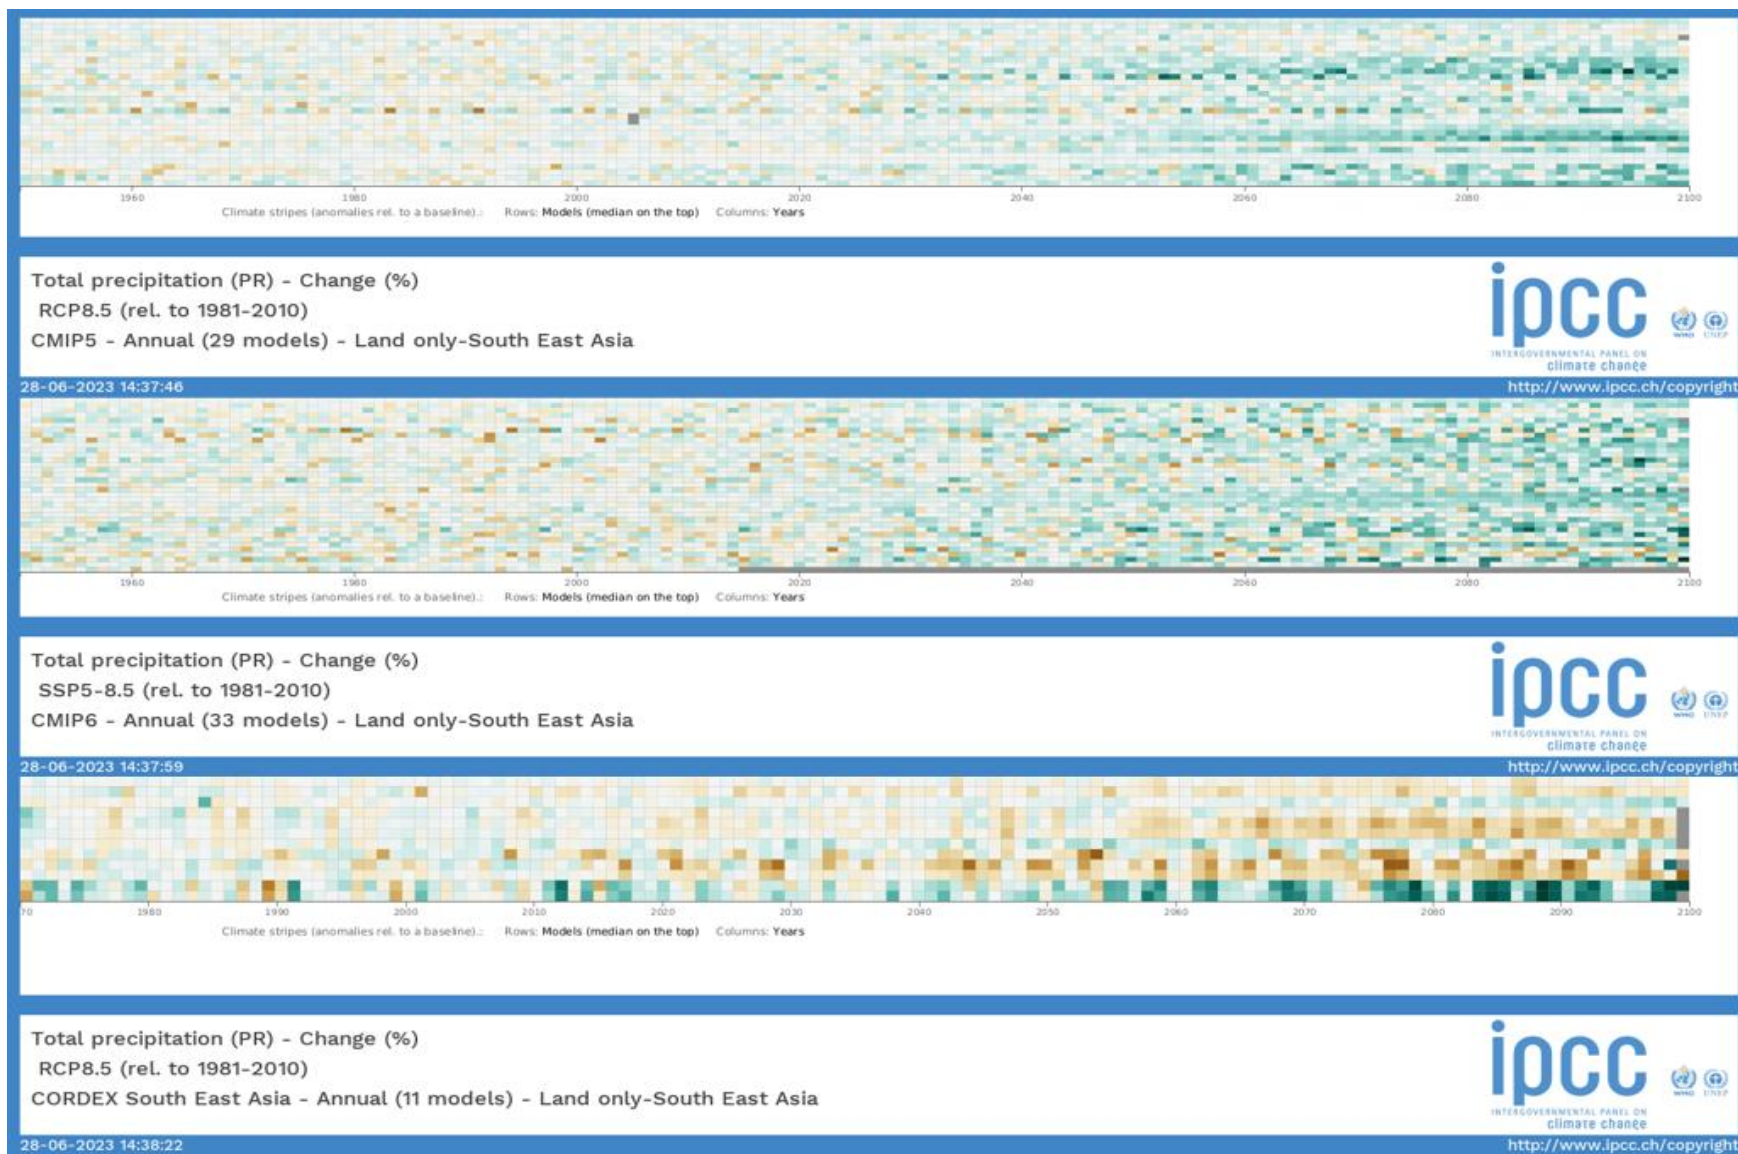 1960 1980 2000 2020 2040 2060 2080 2100
Climate stripes (anomalies rel. to a baseline).: Rows: Models (median on the top) Columns: Years
Total precipitation (PR) - Change (%)
RCP8.5 (rel. to 1981-2010)
CMIP5 - Annual (29 models) - Land only-South East Asia
ipcc
INTERGOVERNMENTAL PANEL ON
climate change
WMO UNEP
28-06-2023 14:37:46 http://www.ipcc.ch/copyright
1960 1980 2000 2020 2040 2060 2080 2100
Climate stripes (anomalies rel. to a baseline).: Rows: Models (median on the top) Columns: Years
Total precipitation (PR) - Change (%)
SSP5-8.5 (rel. to 1981-2010)
CMIP6 - Annual (33 models) - Land only-South East Asia
ipcc
INTERGOVERNMENTAL PANEL ON
climate change
WMO UNEP
28-06-2023 14:37:59 http://www.ipcc.ch/copyright
70 1980 1990 2000 2010 2020 2030 2040 2050 2060 2070 2080 2090 2100
Climate stripes (anomalies rel. to a baseline).: Rows: Models (median on the top) Columns: Years
Total precipitation (PR) - Change (%)
RCP8.5 (rel. to 1981-2010)
CORDEX South East Asia - Annual (11 models) - Land only-South East Asia
ipcc
INTERGOVERNMENTAL PANEL ON
climate change
WMO UNEP
28-06-2023 14:38:22 http://www.ipcc.ch/copyright